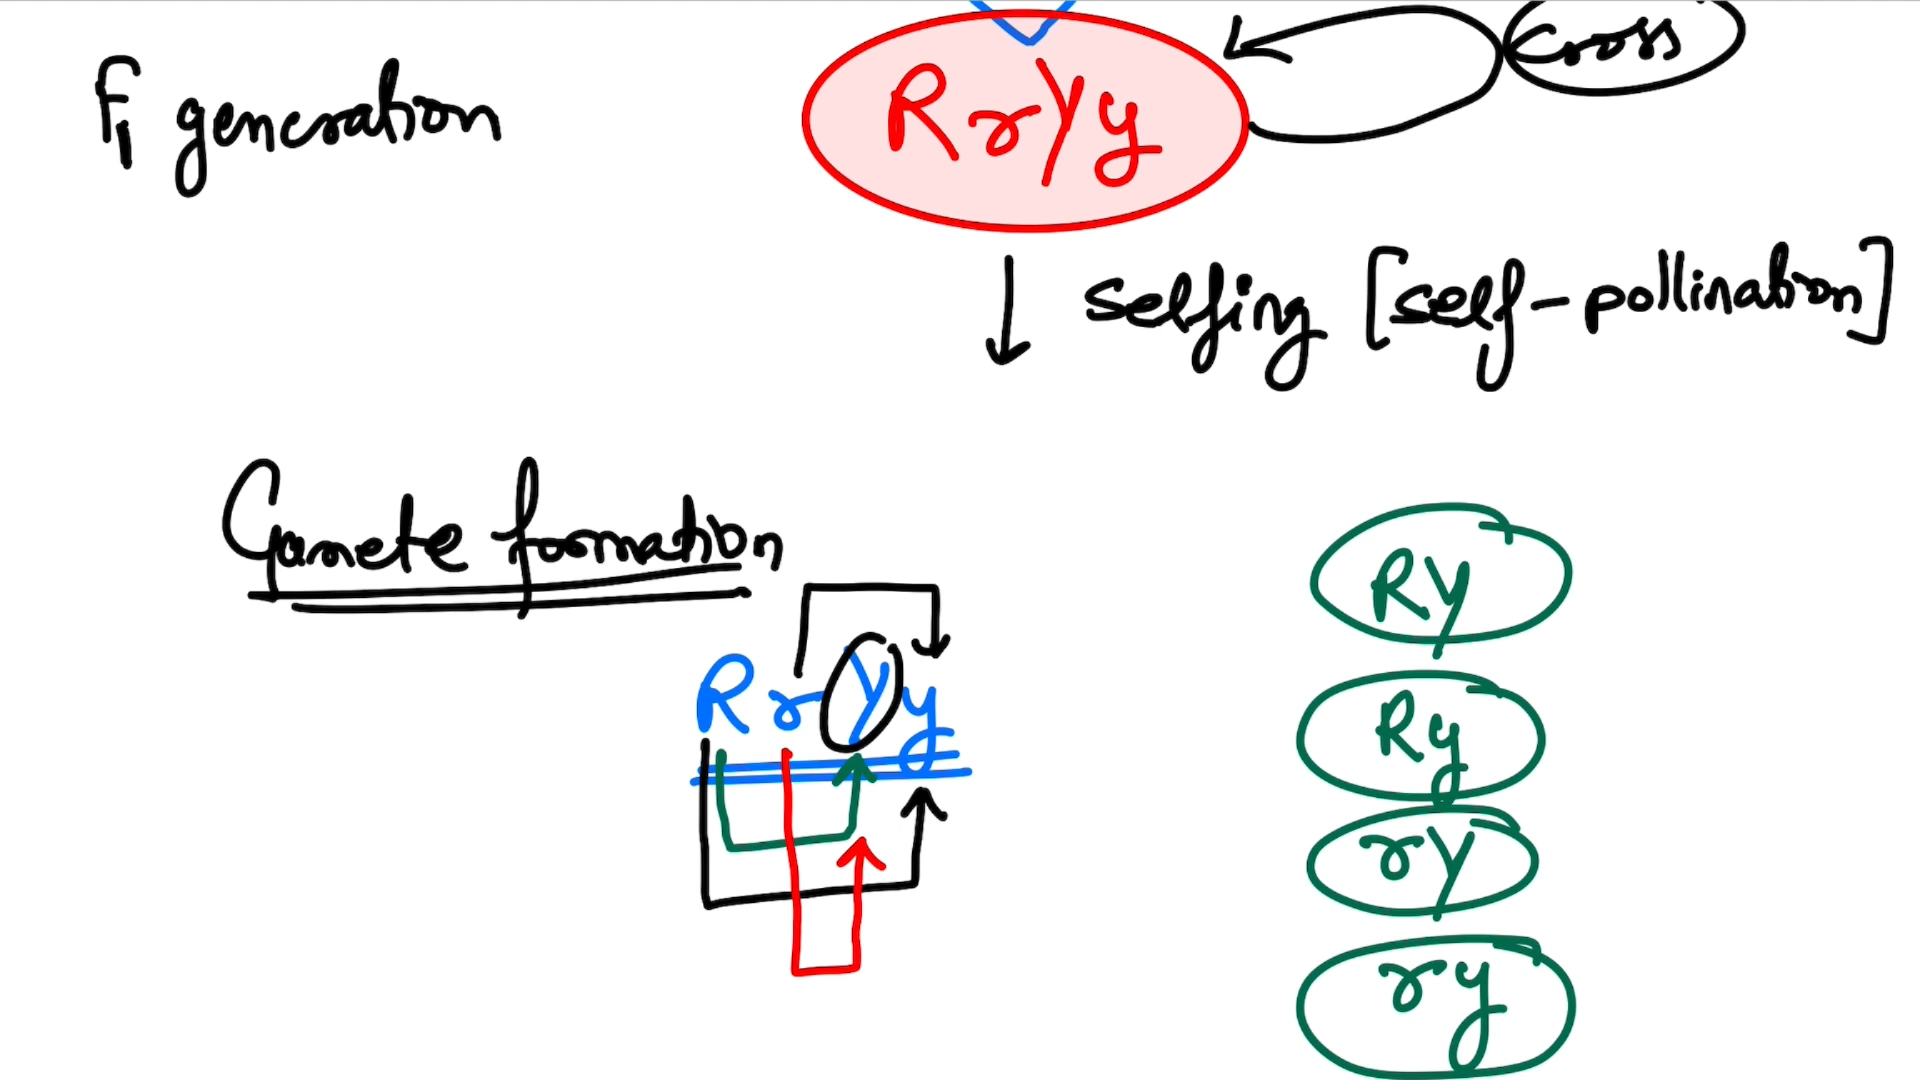 cross
F1 generation
RrYy
selfing [self-pollination]
Gamete formation
RrYy
RY
Ry
rY
ry